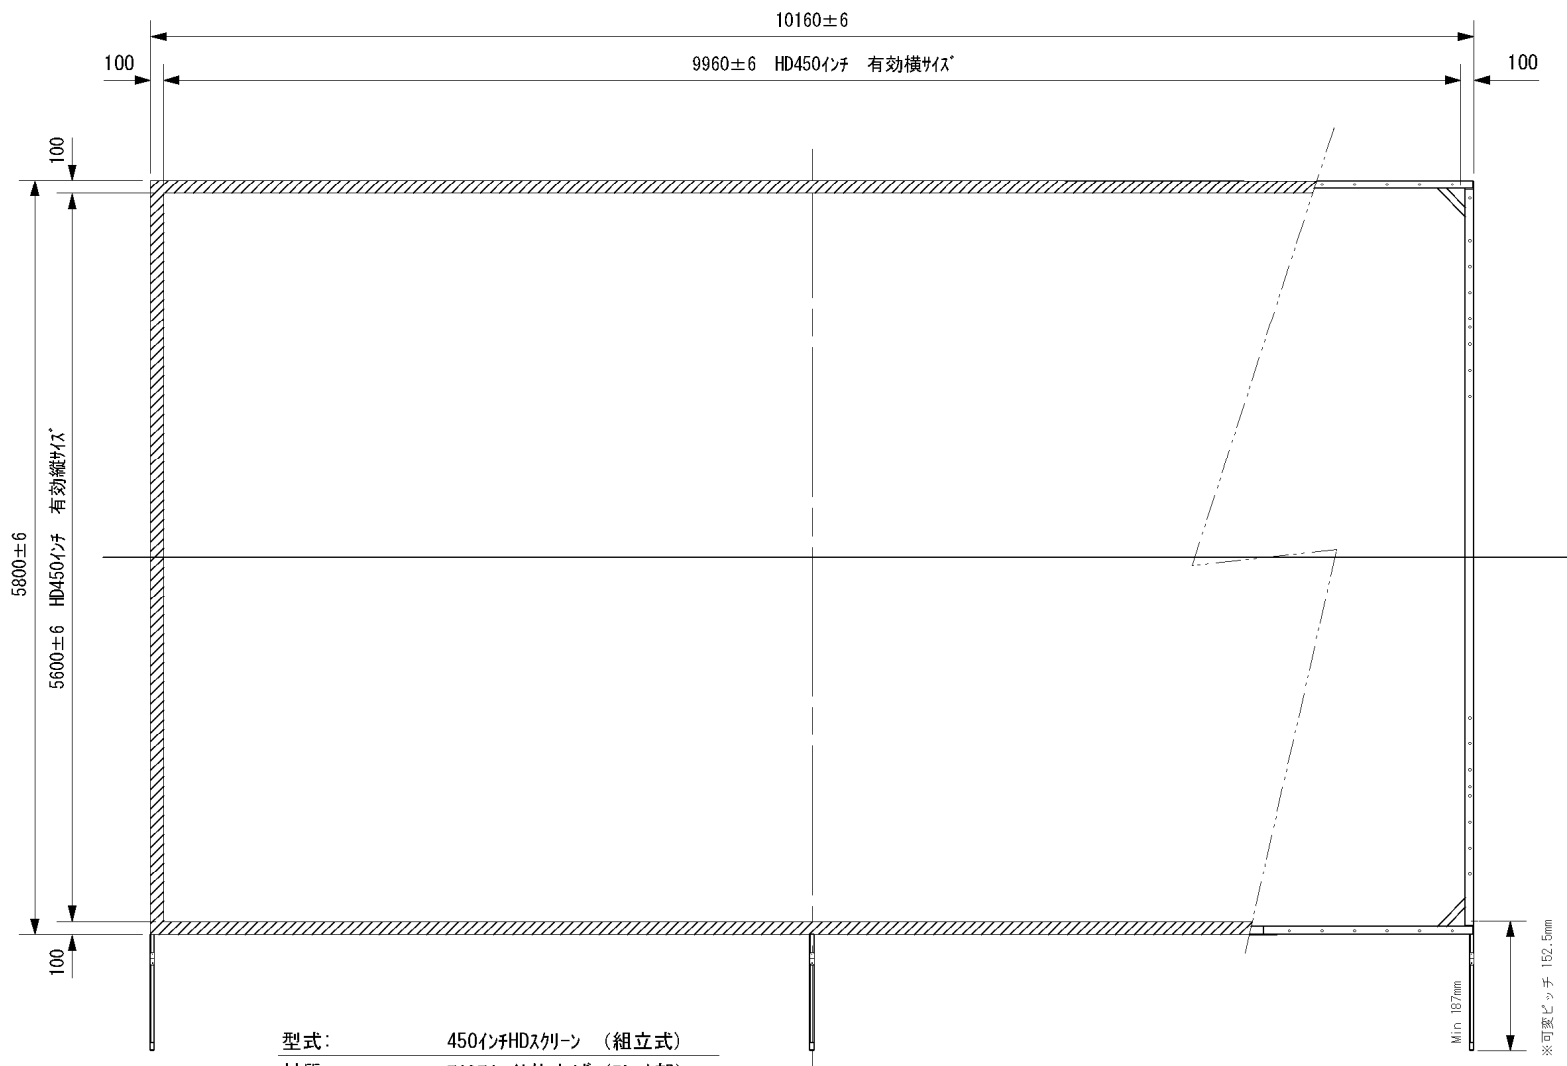 10160±6
100
9960±6 HD450インチ 有効横サイズ
100
100
5800±6
5600±6 HD450インチ 有効縦サイズ
100
Min 187mm
※可変ピッチ 152.5mm
型式: 450インチHDスクリーン (組立式)